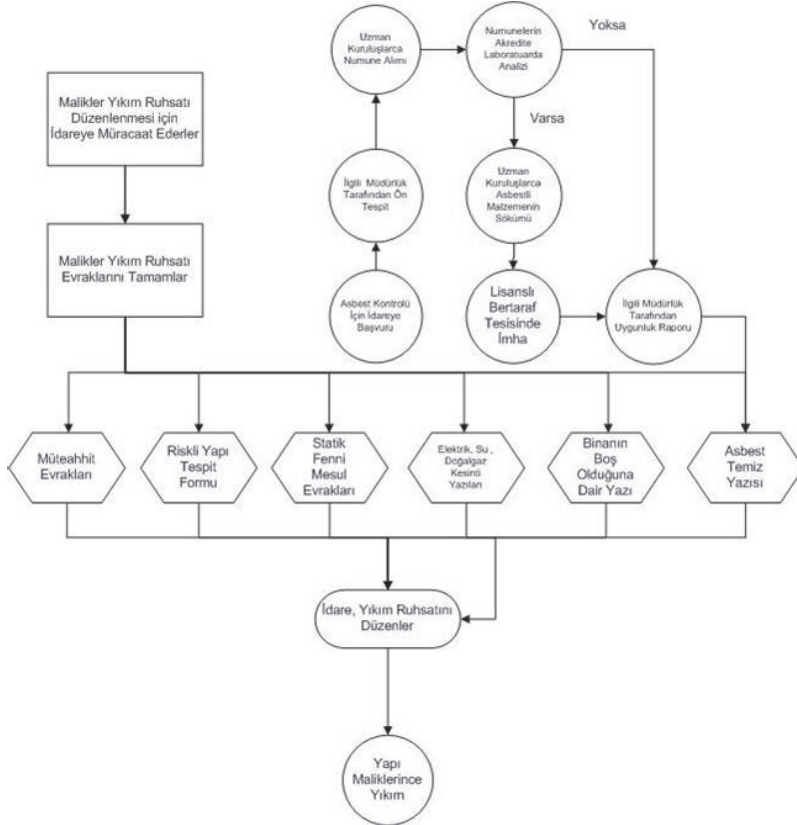 Uzman
Kuruluşlarca
Numune Alımı
Numunelerin
Akredite
Laboratuarda
Analizi
Yoksa
Malikler Yıkım Ruhsatı
Düzenlenmesi için
İdareye Müracaat Ederler
Varsa
İlgili Müdürlük
Tarafından Ön
Tespit
Uzman
Kuruluşlarca
Asbestli
Malzemenin
Sökümü
Malikler Yıkım Ruhsatı
Evraklarını Tamamlar
Asbest Kontrolü
İçin İdareye
Başvuru
Lisanslı
Bertaraf
Tesisinde
İmha
İlgili Müdürlük
Tarafından
Uygunluk Raporu
Müteahhit
Evrakları
Riskli Yapı
Tespit
Formu
Statik
Fenni
Mesul
Evrakları
Elektrik, Su ,
Doğalgaz
Kesinti
Yazıları
Binanın
Boş
Olduğuna
Dair Yazı
Asbest
Temiz
Yazısı
İdare, Yıkım Ruhsatını
Düzenler
Yapı
Maliklerince
Yıkım